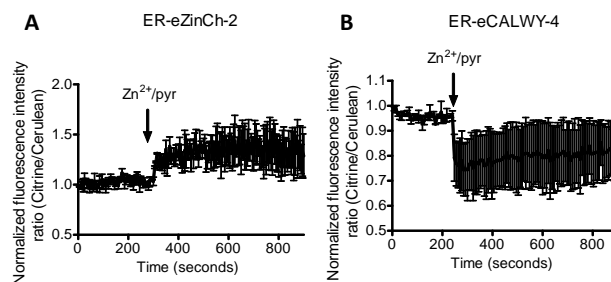 A
ER-eZinCh-2
Normalized fluorescence intensity
ratio (Citrine/Cerulean)
2.0
1.5
1.0
0.5
Zn2+/pyr
0
200
400
600
800
Time (seconds)
B
ER-eCALWY-4
Normalized fluorescence intensity
ratio (Citrine/Cerulean)
1.1
1.0
0.9
0.8
0.7
0.6
0.5
Zn2+/pyr
0
200
400
600
800
Time (seconds)